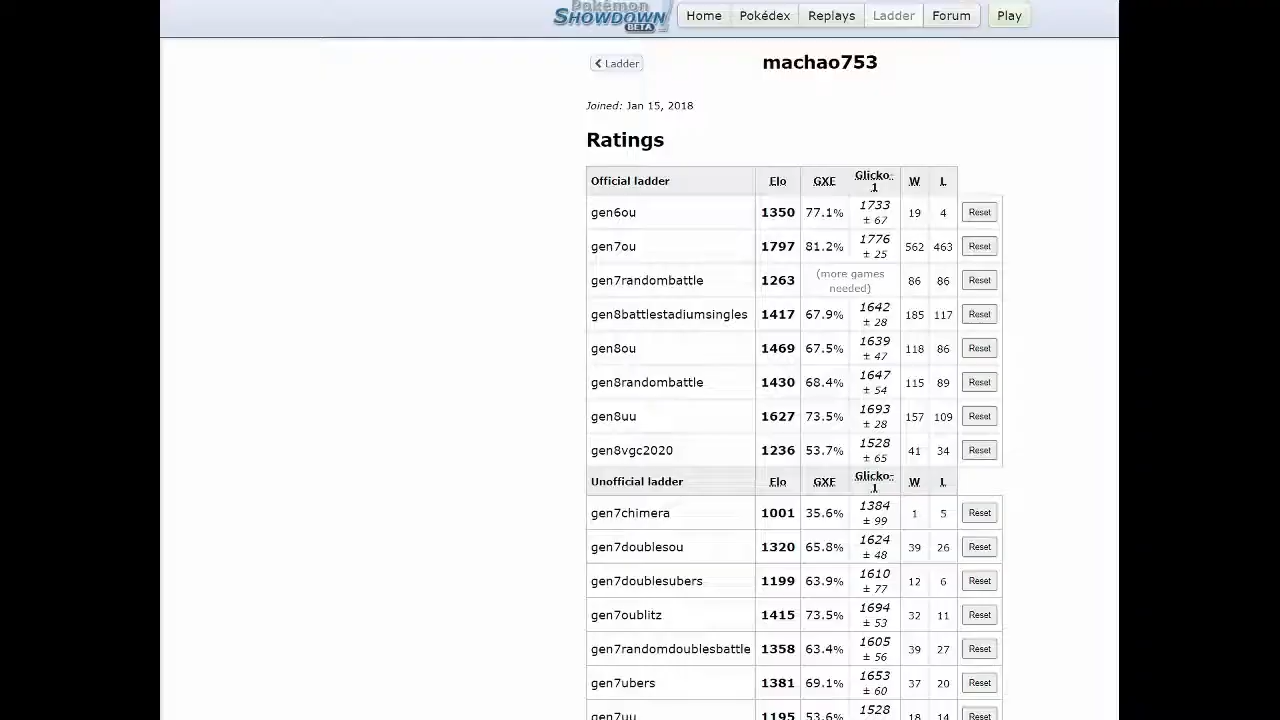 Pokémon
SHOWDOWN!
BETA
Home Pokédex Replays Ladder Forum Play
Ladder
machao753
Joined: Jan 15, 2018
Ratings
Official ladder Elo GXE Glicko-1 W L
gen6ou 1350 77.1% 1733 ± 67 19 4 Reset
gen7ou 1797 81.2% 1776 ± 25 562 463 Reset
gen7randombattle 1263 (more games needed) 86 86 Reset
gen8battlestadiumsingles 1417 67.9% 1642 ± 28 185 117 Reset
gen8ou 1469 67.5% 1639 ± 47 118 86 Reset
gen8randombattle 1430 68.4% 1647 ± 54 115 89 Reset
gen8uu 1627 73.5% 1693 ± 28 157 109 Reset
gen8vgc2020 1236 53.7% 1528 ± 65 41 34 Reset
Unofficial ladder Elo GXE Glicko-1 W L
gen7chimera 1001 35.6% 1384 ± 99 1 5 Reset
gen7doublesou 1320 65.8% 1624 ± 48 39 26 Reset
gen7doublesubers 1199 63.9% 1610 ± 77 12 6 Reset
gen7oublitz 1415 73.5% 1694 ± 53 32 11 Reset
gen7randomdoublesbattle 1358 63.4% 1605 ± 56 39 27 Reset
gen7ubers 1381 69.1% 1653 ± 60 37 20 Reset
gen7uu 1195 53.6% 1528 18 14